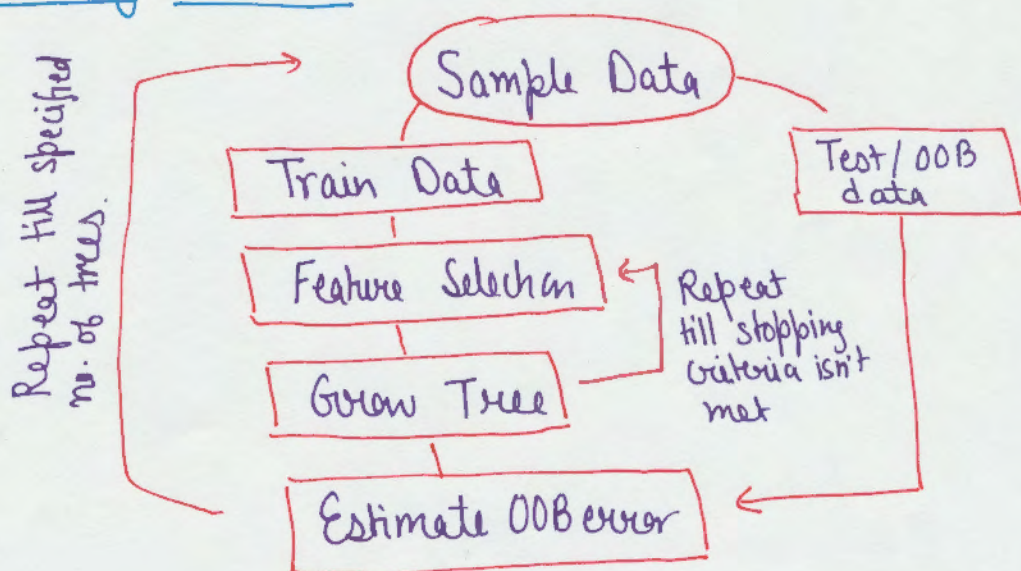 Repeat till specified
no. of trees.
Sample Data
Train Data
Test/OOB
data
Feature Selection
Repeat
till stopping
criteria isn't
met
Grow Tree
Estimate OOB error